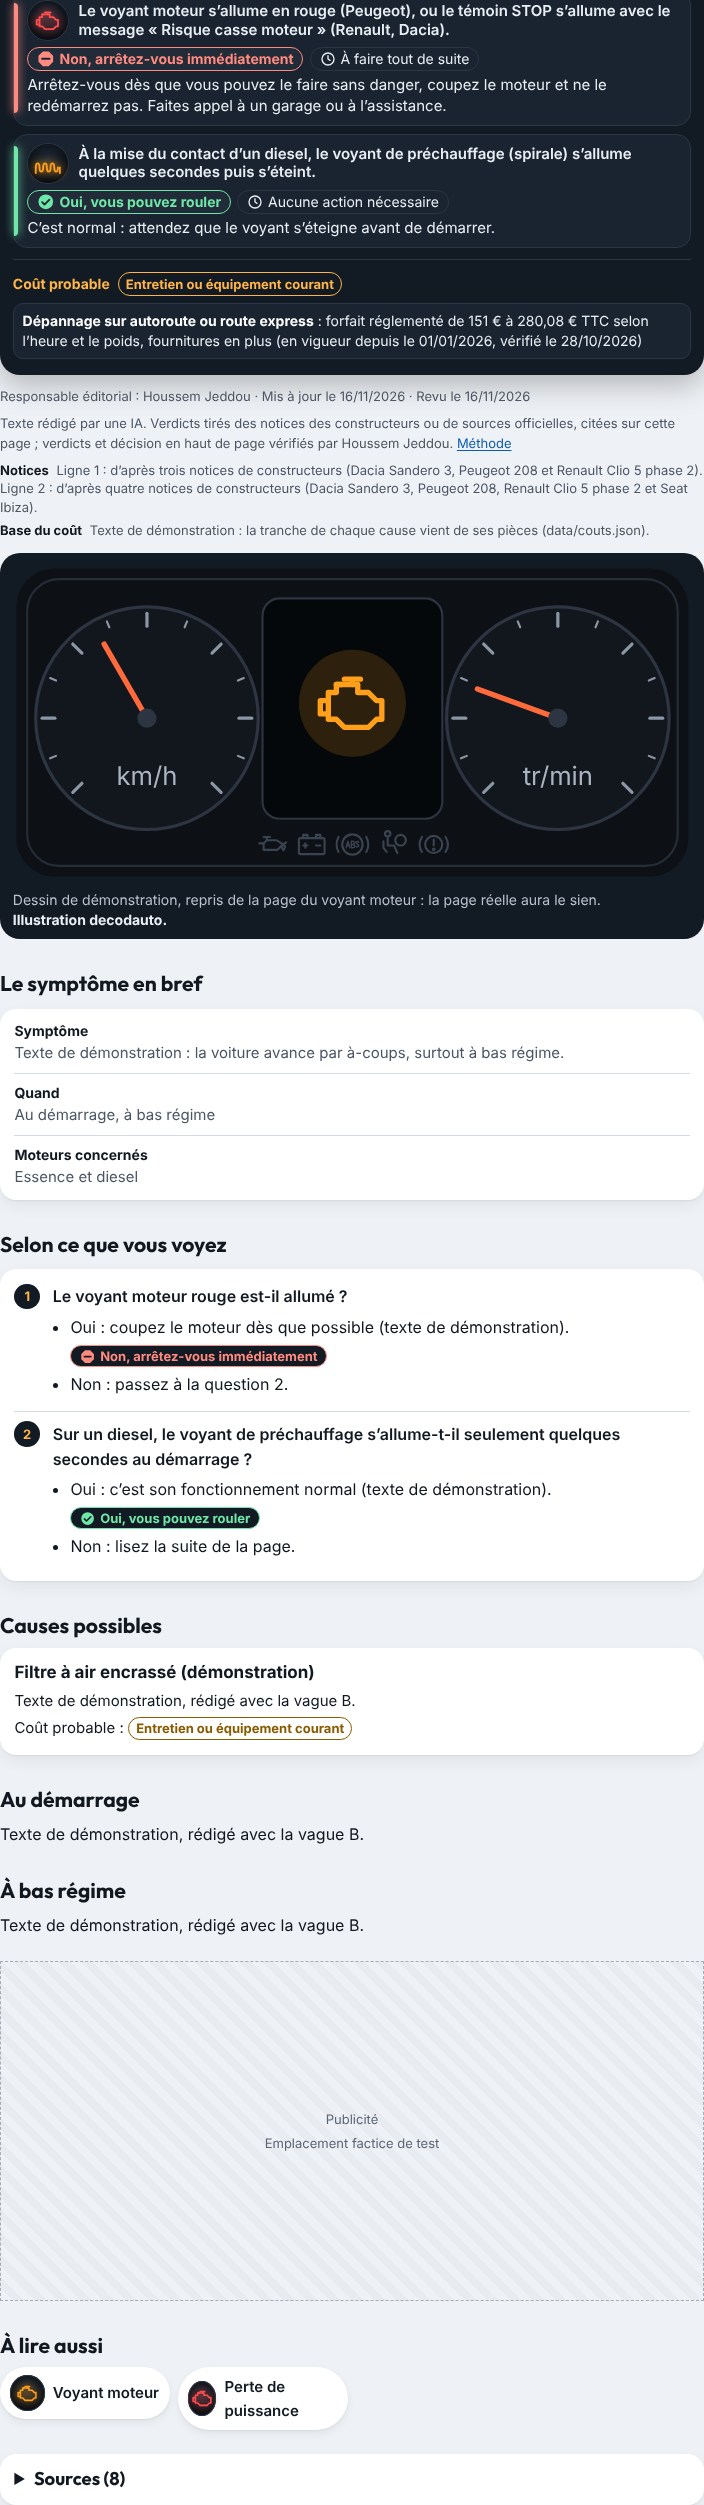 Le voyant moteur s’allume en rouge (Peugeot), ou le témoin STOP s’allume avec le
message « Risque casse moteur » (Renault, Dacia).
Non, arrêtez-vous immédiatement
À faire tout de suite
Arrêtez-vous dès que vous pouvez le faire sans danger, coupez le moteur et ne le
redémarrez pas. Faites appel à un garage ou à l’assistance.
À la mise du contact d’un diesel, le voyant de préchauffage (spirale) s’allume
quelques secondes puis s’éteint.
Oui, vous pouvez rouler
Aucune action nécessaire
C’est normal : attendez que le voyant s’éteigne avant de démarrer.
Coût probable
Entretien ou équipement courant
Dépannage sur autoroute ou route express : forfait réglementé de 151 € à 280,08 € TTC selon
l’heure et le poids, fournitures en plus (en vigueur depuis le 01/01/2026, vérifié le 28/10/2026)
Responsable éditorial : Houssem Jeddou · Mis à jour le 16/11/2026 · Revu le 16/11/2026
Texte rédigé par une IA. Verdicts tirés des notices des constructeurs ou de sources officielles, citées sur cette
page ; verdicts et décision en haut de page vérifiés par Houssem Jeddou. Méthode
Notices Ligne 1 : d’après trois notices de constructeurs (Dacia Sandero 3, Peugeot 208 et Renault Clio 5 phase 2).
Ligne 2 : d’après quatre notices de constructeurs (Dacia Sandero 3, Peugeot 208, Renault Clio 5 phase 2 et Seat
Ibiza).
Base du coût Texte de démonstration : la tranche de chaque cause vient de ses pièces (data/couts.json).
km/h
tr/min
ABS
Dessin de démonstration, repris de la page du voyant moteur : la page réelle aura le sien.
Illustration decodauto.
Le symptôme en bref
Symptôme
Texte de démonstration : la voiture avance par à-coups, surtout à bas régime.
Quand
Au démarrage, à bas régime
Moteurs concernés
Essence et diesel
Selon ce que vous voyez
1 Le voyant moteur rouge est-il allumé ?
• Oui : coupez le moteur dès que possible (texte de démonstration).
Non, arrêtez-vous immédiatement
• Non : passez à la question 2.
2 Sur un diesel, le voyant de préchauffage s’allume-t-il seulement quelques
secondes au démarrage ?
• Oui : c’est son fonctionnement normal (texte de démonstration).
Oui, vous pouvez rouler
• Non : lisez la suite de la page.
Causes possibles
Filtre à air encrassé (démonstration)
Texte de démonstration, rédigé avec la vague B.
Coût probable : Entretien ou équipement courant
Au démarrage
Texte de démonstration, rédigé avec la vague B.
À bas régime
Texte de démonstration, rédigé avec la vague B.
Publicité
Emplacement factice de test
À lire aussi
Voyant moteur
Perte de
puissance
Sources (8)